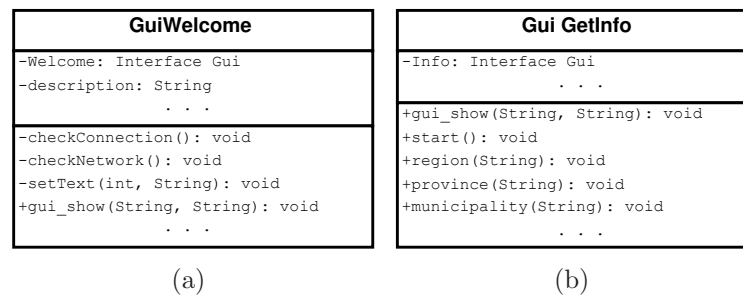 GuiWelcome
-Welcome: Interface Gui
-description: String
. . .
-checkConnection(): void
-checkNetwork(): void
-setText(int, String): void
+gui_show(String, String): void
. . .
(a)
Gui GetInfo
-Info: Interface Gui
. . .
+gui_show(String, String): void
+start(): void
+region(String): void
+province(String): void
+municipality(String): void
. . .
(b)